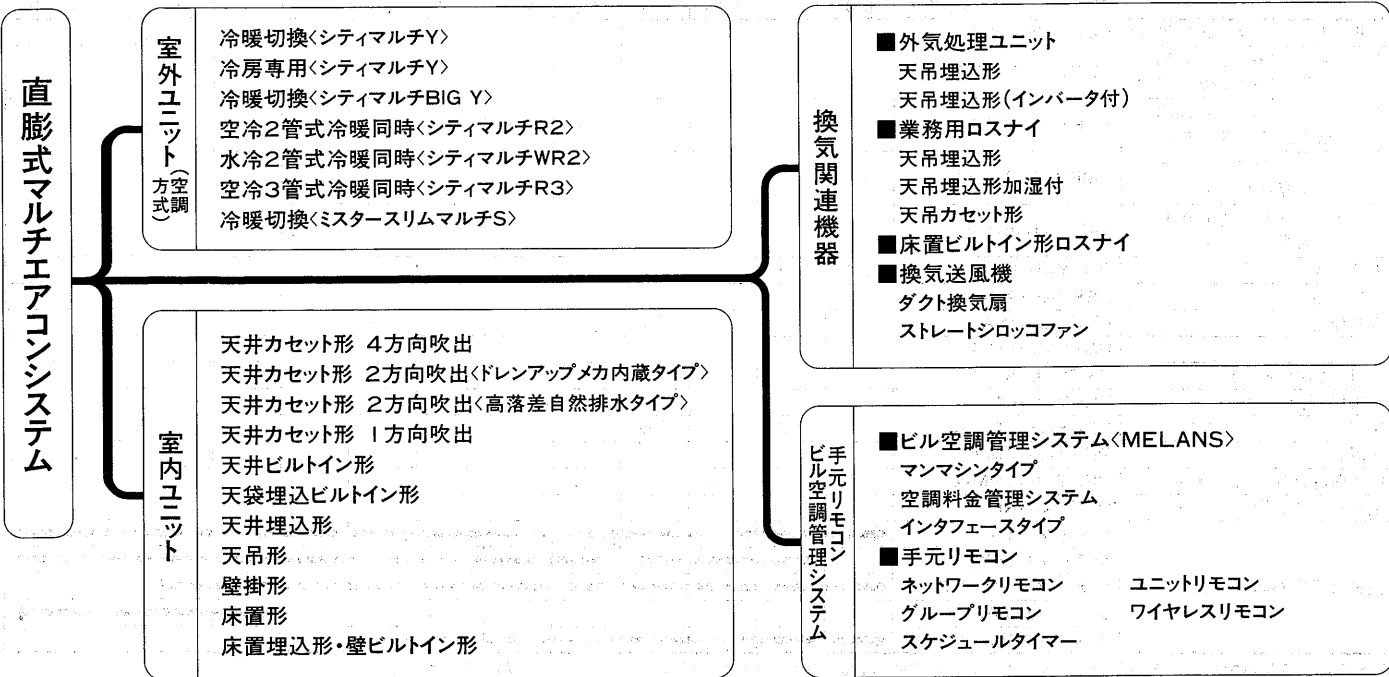 直膨式マルチエアコンシステム
室外ユニット(空調方式)
冷暖切換〈シティマルチY〉
冷房専用〈シティマルチY〉
冷暖切換〈シティマルチBIG Y〉
空冷2管式冷暖同時〈シティマルチR2〉
水冷2管式冷暖同時〈シティマルチWR2〉
空冷3管式冷暖同時〈シティマルチR3〉
冷暖切換〈ミスタースリムマルチS〉
室内ユニット
天井カセット形 4方向吹出
天井カセット形 2方向吹出〈ドレンアップメカ内蔵タイプ〉
天井カセット形 2方向吹出〈高落差自然排水タイプ〉
天井カセット形 1方向吹出
天井ビルトイン形
天袋埋込ビルトイン形
天井埋込形
天吊形
壁掛形
床置形
床置埋込形・壁ビルトイン形
換気関連機器
■外気処理ユニット
天吊埋込形
天吊埋込形(インバータ付)
■業務用ロスナイ
天吊埋込形
天吊埋込形加湿付
天吊カセット形
■床置ビルトイン形ロスナイ
■換気送風機
ダクト換気扇
ストレートシロッコファン
手元リモコン
ビル空調管理システム
■ビル空調管理システム〈MELANS〉
マンマシンタイプ
空調料金管理システム
インタフェースタイプ
■手元リモコン
ネットワークリモコン ユニットリモコン
グループリモコン ワイヤレスリモコン
スケジュールタイマー